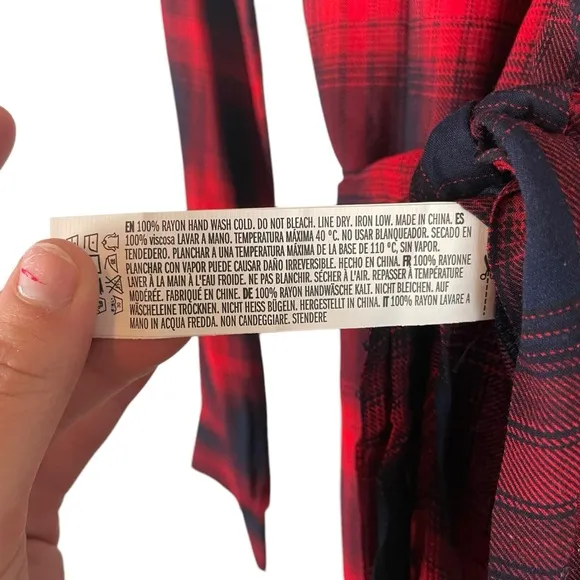 EN 100% RAYON HAND WASH COLD. DO NOT BLEACH. LINE DRY. IRON LOW. MADE IN CHINA. ES
100% viscosa LAVAR A MANO. TEMPERATURA MÁXIMA 40 °C. NO USAR BLANQUEADOR. SECADO EN
TENDEDERO. PLANCHAR A UNA TEMPERATURA MÁXIMA DE LA BASE DE 110 °C, SIN VAPOR.
PLANCHAR CON VAPOR PUEDE CAUSAR DAÑO IRREVERSIBLE. HECHO EN CHINA. FR 100% RAYONNE
LAVER À LA MAIN À L'EAU FROIDE. NE PAS BLANCHIR. SÉCHER À L'AIR. REPASSER À TEMPÉRATURE
MODÉRÉE. FABRIQUÉ EN CHINE. DE 100% RAYON HANDWÄSCHE KALT. NICHT BLEICHEN. AUF
WÄSCHELEINE TRÖCKNEN. NICHT HEISS BÜGELN. HERGESTELLT IN CHINA. IT 100% RAYON LAVARE A
MANO IN ACQUA FREDDA. NON CANDEGGIARE. STENDERE